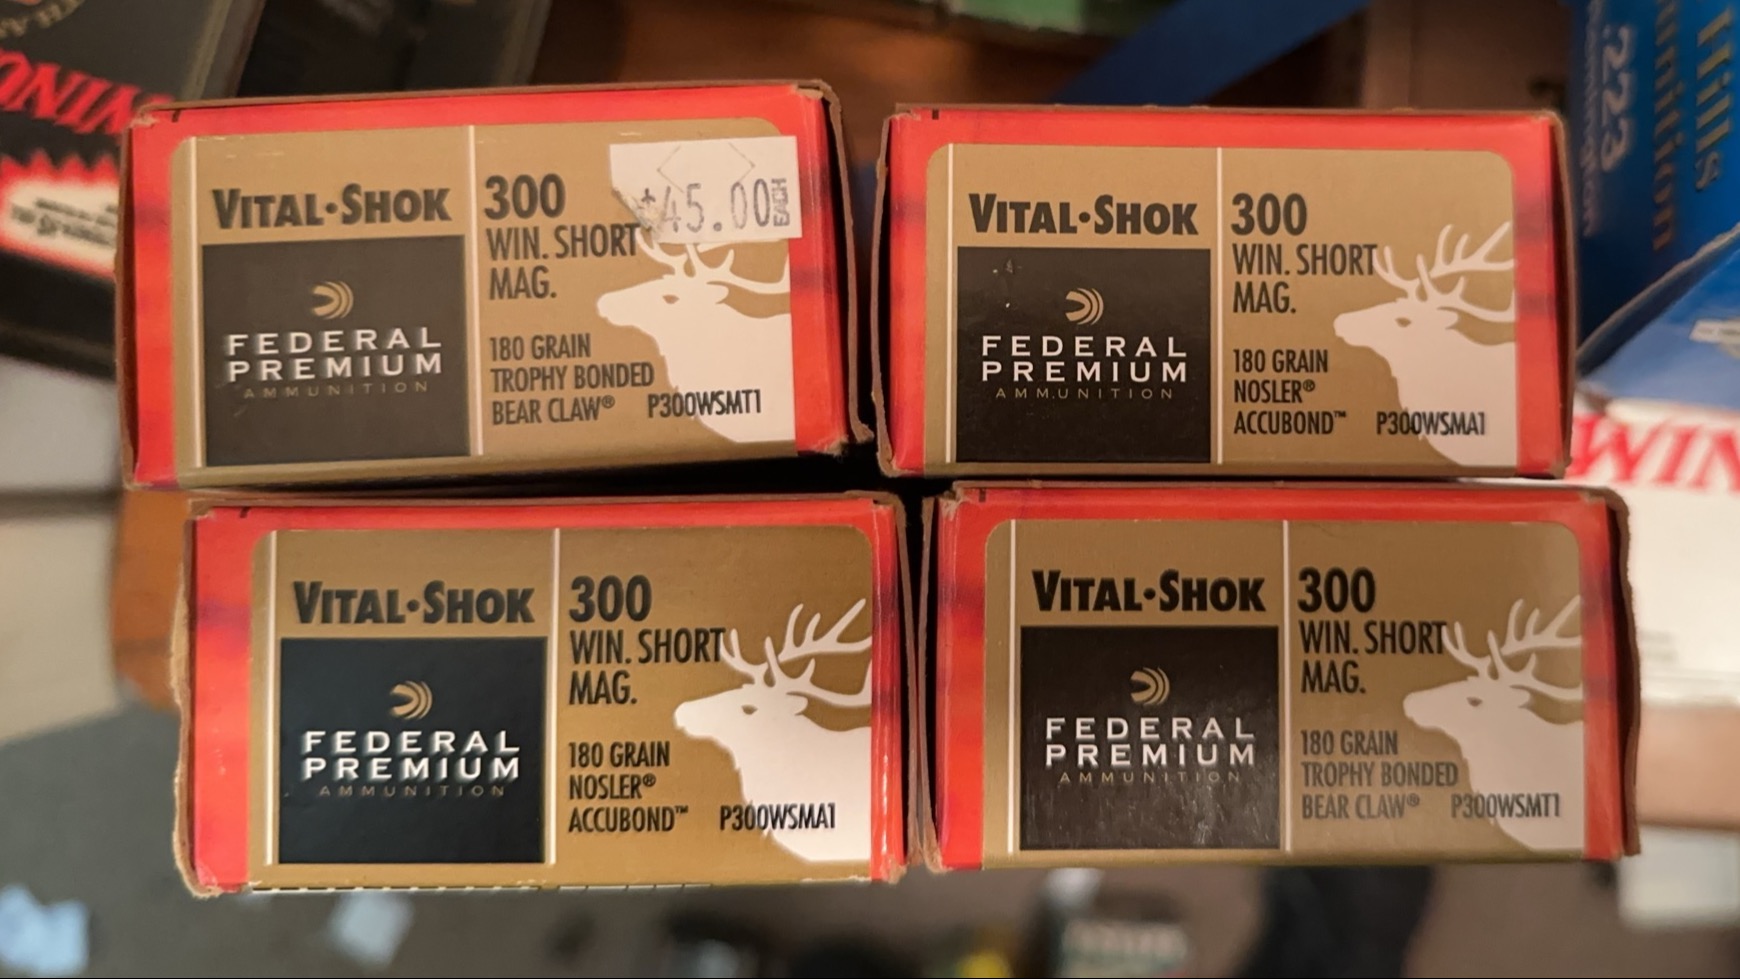 VITAL•SHOK
FEDERAL
PREMIUM
AMMUNITION
300
WIN. SHORT
MAG.
180 GRAIN
TROPHY BONDED
BEAR CLAW®
P300WSMT1
$45.00 EACH
VITAL•SHOK
FEDERAL
PREMIUM
AMMUNITION
300
WIN. SHORT
MAG.
180 GRAIN
NOSLER®
ACCUBOND™
P300WSMA1
VITAL•SHOK
FEDERAL
PREMIUM
AMMUNITION
300
WIN. SHORT
MAG.
180 GRAIN
NOSLER®
ACCUBOND™
P300WSMA1
VITAL•SHOK
FEDERAL
PREMIUM
AMMUNITION
300
WIN. SHORT
MAG.
180 GRAIN
TROPHY BONDED
BEAR CLAW®
P300WSMT1
Hills
.223
WIN